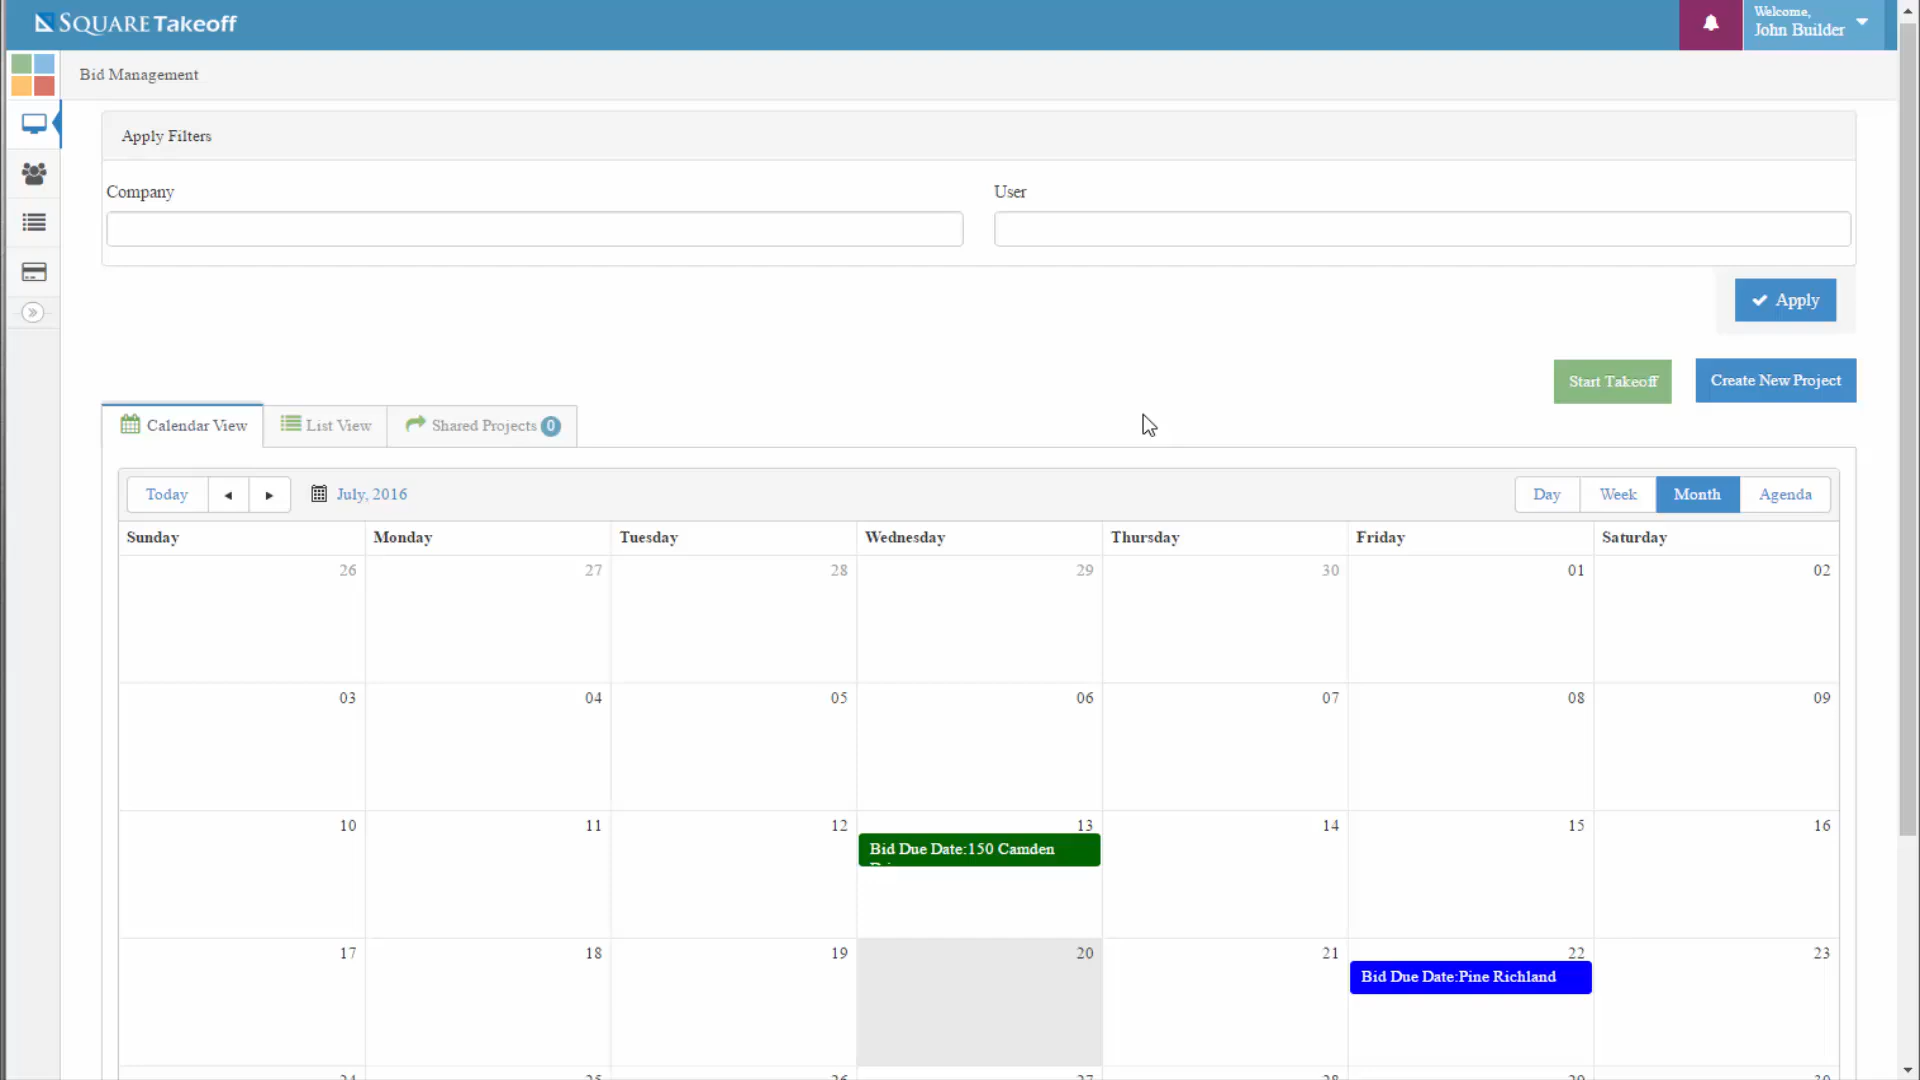 SQUARE Takeoff
Welcome,
John Builder
Bid Management
Apply Filters
Company
User
Apply
Start Takeoff
Create New Project
Calendar View
List View
Shared Projects 0
Today
July, 2016
Day
Week
Month
Agenda
Sunday
Monday
Tuesday
Wednesday
Thursday
Friday
Saturday
26
27
28
29
30
01
02
03
04
05
06
07
08
09
10
11
12
13
14
15
16
Bid Due Date:150 Camden
17
18
19
20
21
22
23
Bid Due Date:Pine Richland